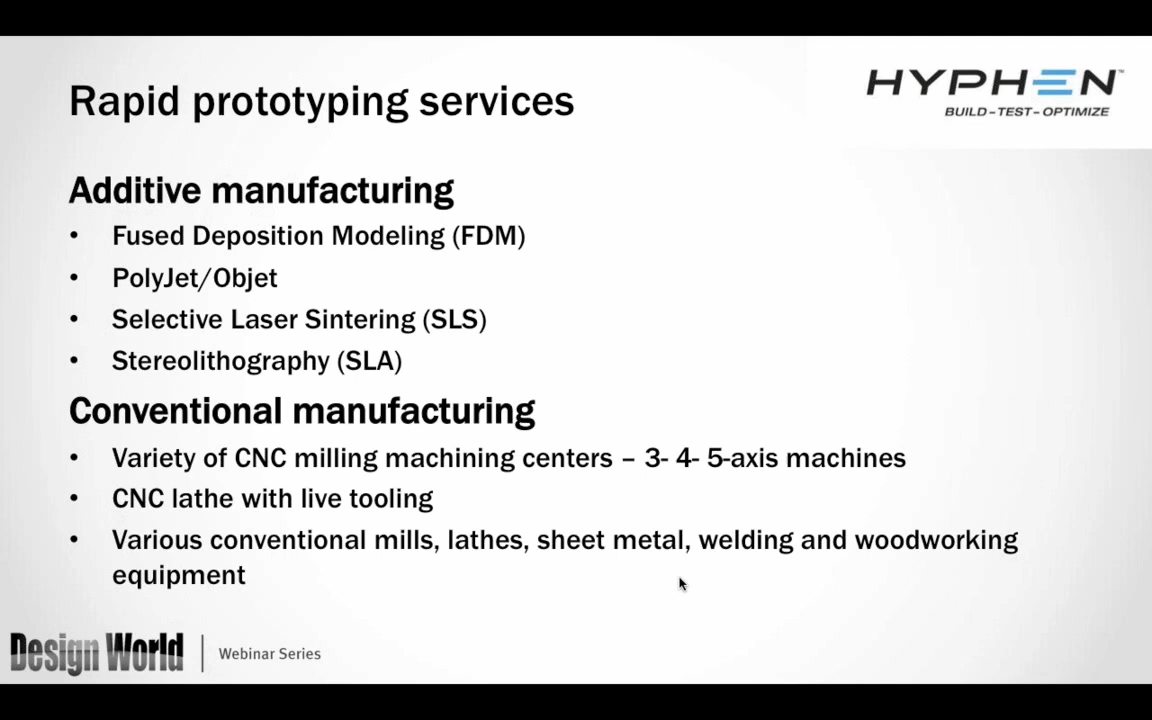 Rapid prototyping services
HYPHEN™
BUILD–TEST–OPTIMIZE
Additive manufacturing
• Fused Deposition Modeling (FDM)
• PolyJet/Objet
• Selective Laser Sintering (SLS)
• Stereolithography (SLA)
Conventional manufacturing
• Variety of CNC milling machining centers – 3- 4- 5-axis machines
• CNC lathe with live tooling
• Various conventional mills, lathes, sheet metal, welding and woodworking
equipment
Design World
Webinar Series